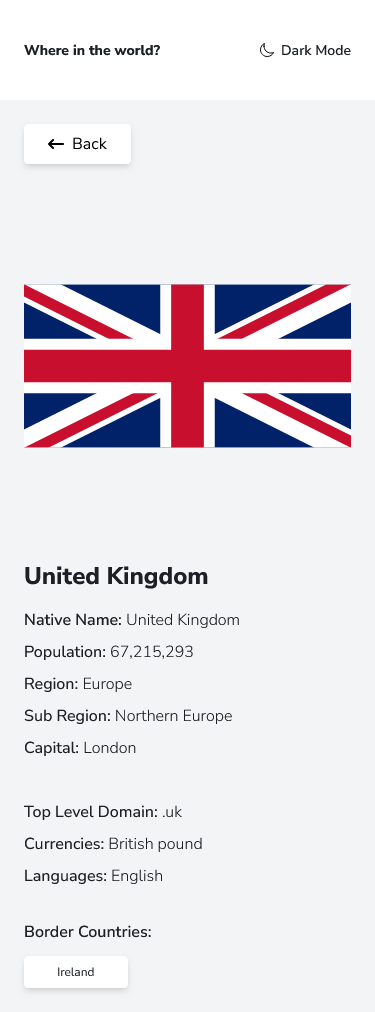 Where in the world?
Dark Mode
Back
United Kingdom
Native Name: United Kingdom
Population: 67,215,293
Region: Europe
Sub Region: Northern Europe
Capital: London
Top Level Domain: .uk
Currencies: British pound
Languages: English
Border Countries:
Ireland